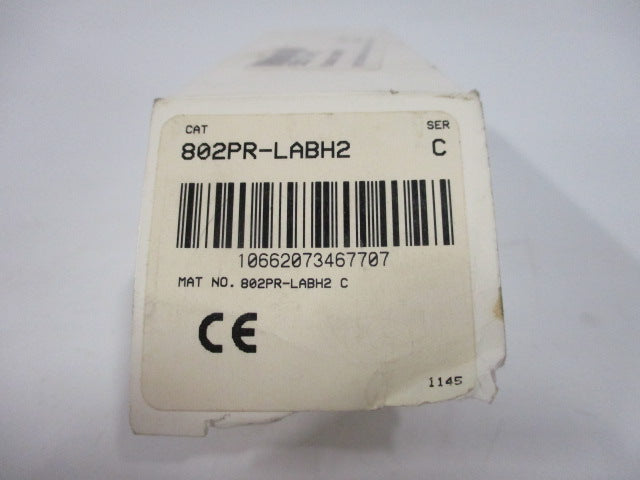 CAT
SER
802PR-LABH2
C
10662073467707
MAT NO. 802PR-LABH2 C
CE
1145